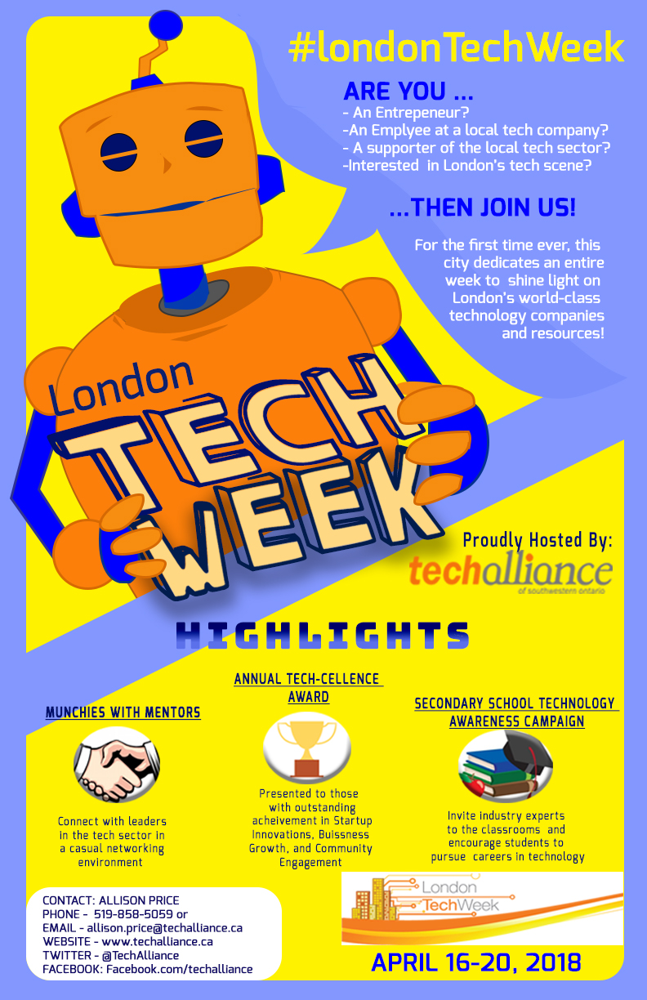 #londonTechWeek
ARE YOU ...
- An Entrepeneur?
-An Emplyee at a local tech company?
- A supporter of the local tech sector?
-Interested in London's tech scene?
...THEN JOIN US!
For the first time ever, this
city dedicates an entire
week to shine light on
London's world-class
technology companies
and resources!
London
TECH
WEEK
Proudly Hosted By:
techalliance
of southwestern ontario
HIGHLIGHTS
MUNCHIES WITH MENTORS
Connect with leaders
in the tech sector in
a casual networking
environment
ANNUAL TECH-CELLENCE
AWARD
Presented to those
with outstanding
acheivement in Startup
Innovations, Buissness
Growth, and Community
Engagement
SECONDARY SCHOOL TECHNOLOGY
AWARENESS CAMPAIGN
Invite industry experts
to the classrooms and
encourage students to
pursue careers in technology
CONTACT: ALLISON PRICE
PHONE - 519-858-5059 or
EMAIL - allison.price@techalliance.ca
WEBSITE - www.techalliance.ca
TWITTER - @TechAlliance
FACEBOOK: Facebook.com/techalliance
London
TechWeek
APRIL 16-20, 2018